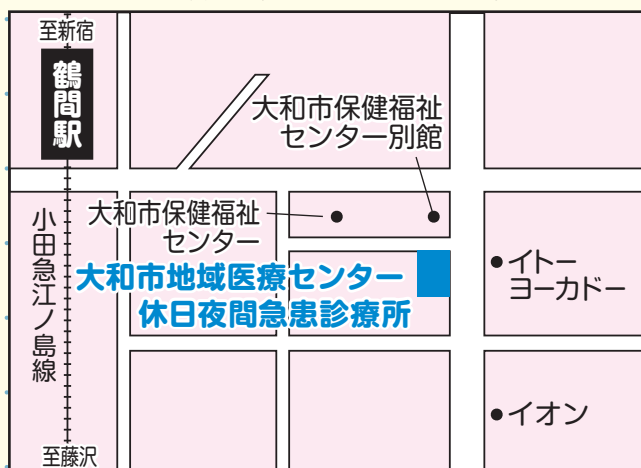 至新宿
鶴間駅
大和市保健福祉
センター別館
大和市保健福祉
センター
小田急江ノ島線
大和市地域医療センター
休日夜間急患診療所
イトー
ヨーカドー
イオン
至藤沢